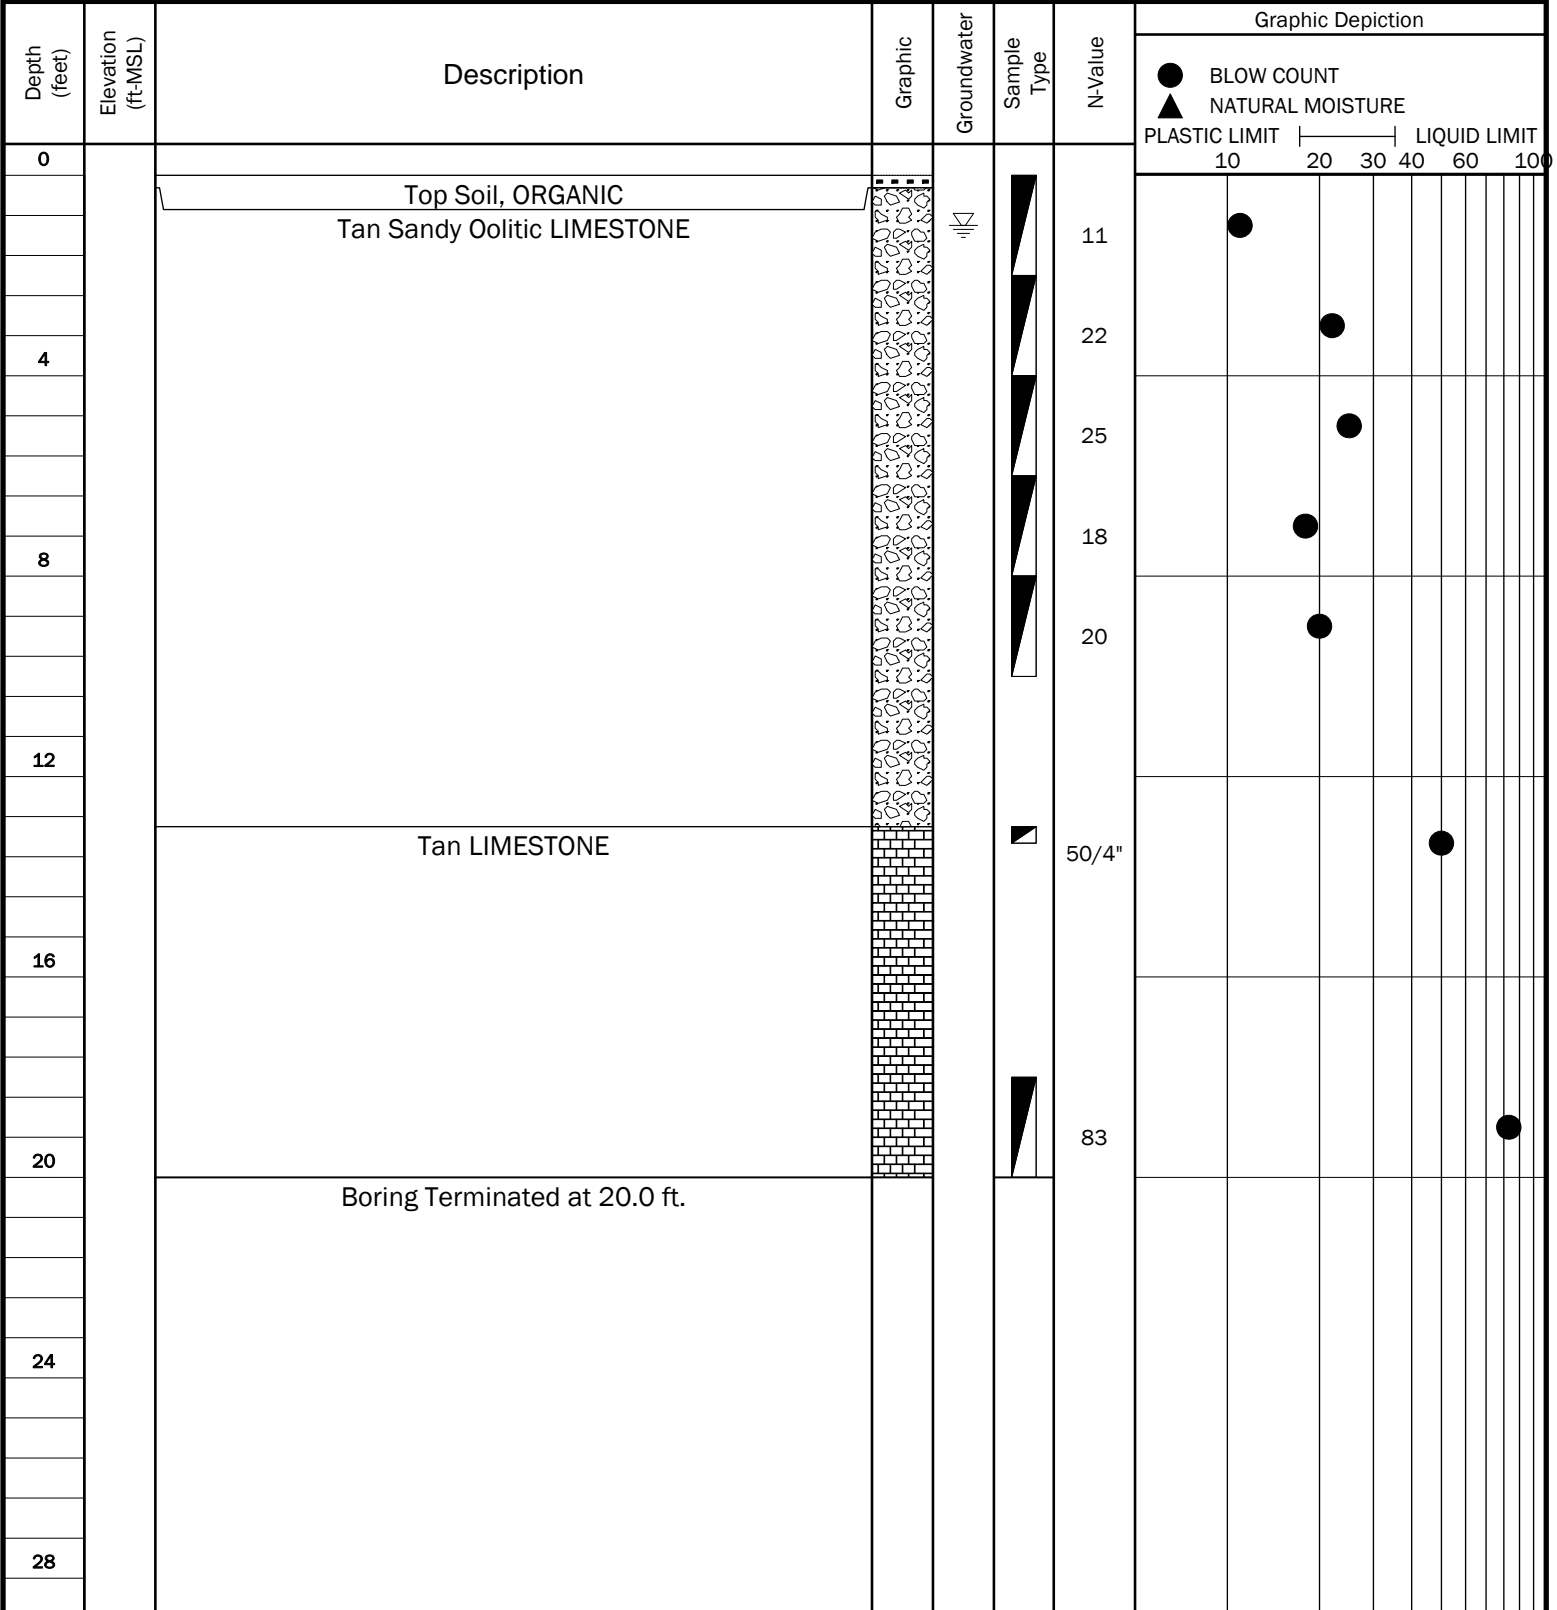 Depth
(feet)
Elevation
(ft-MSL)
Description
Graphic
Groundwater
Sample
Type
N-Value
Graphic Depiction
BLOW COUNT
NATURAL MOISTURE
PLASTIC LIMIT LIQUID LIMIT
10 20 30 40 60 100
0
Top Soil, ORGANIC
Tan Sandy Oolitic LIMESTONE
11
22
4
25
18
8
20
12
Tan LIMESTONE
50/4"
16
83
20
Boring Terminated at 20.0 ft.
24
28